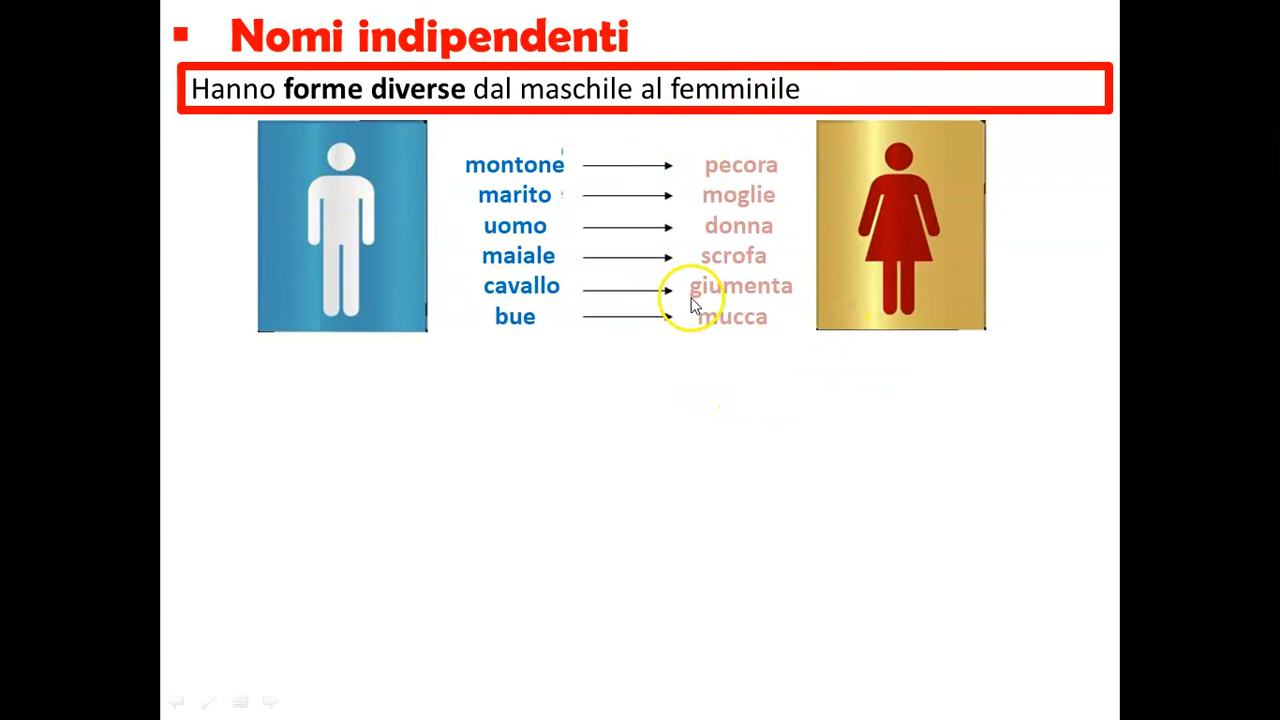 Nomi indipendenti
Hanno forme diverse dal maschile al femminile
montone pecora
marito moglie
uomo donna
maiale scrofa
cavallo giumenta
bue mucca